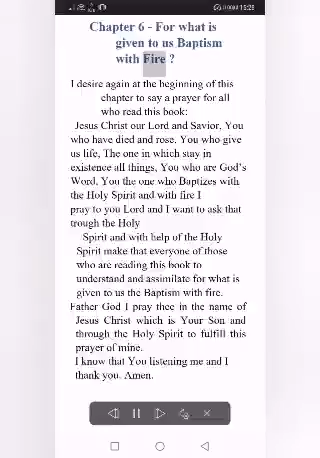 Chapter 6 - For what is
given to us Baptism
with Fire ?
I desire again at the beginning of this
chapter to say a prayer for all
who read this book:
Jesus Christ our Lord and Savior, You
who have died and rose. You who give
us life, The one in which stay in
existence all things, You who are God's
Word. You the one who Baptizes with
the Holy Spirit and with fire I
pray to you Lord and I want to ask that
trough the Holy
Spirit and with help of the Holy
Spirit make that everyone of those
who are reading this book to
understand and assimilate for what is
given to us the Baptism with fire.
Father God I pray thee in the name of
Jesus Christ which is Your Son and
through the Holy Spirit to fulfill this
prayer of mine.
I know that You listening me and I
thank you. Amen.